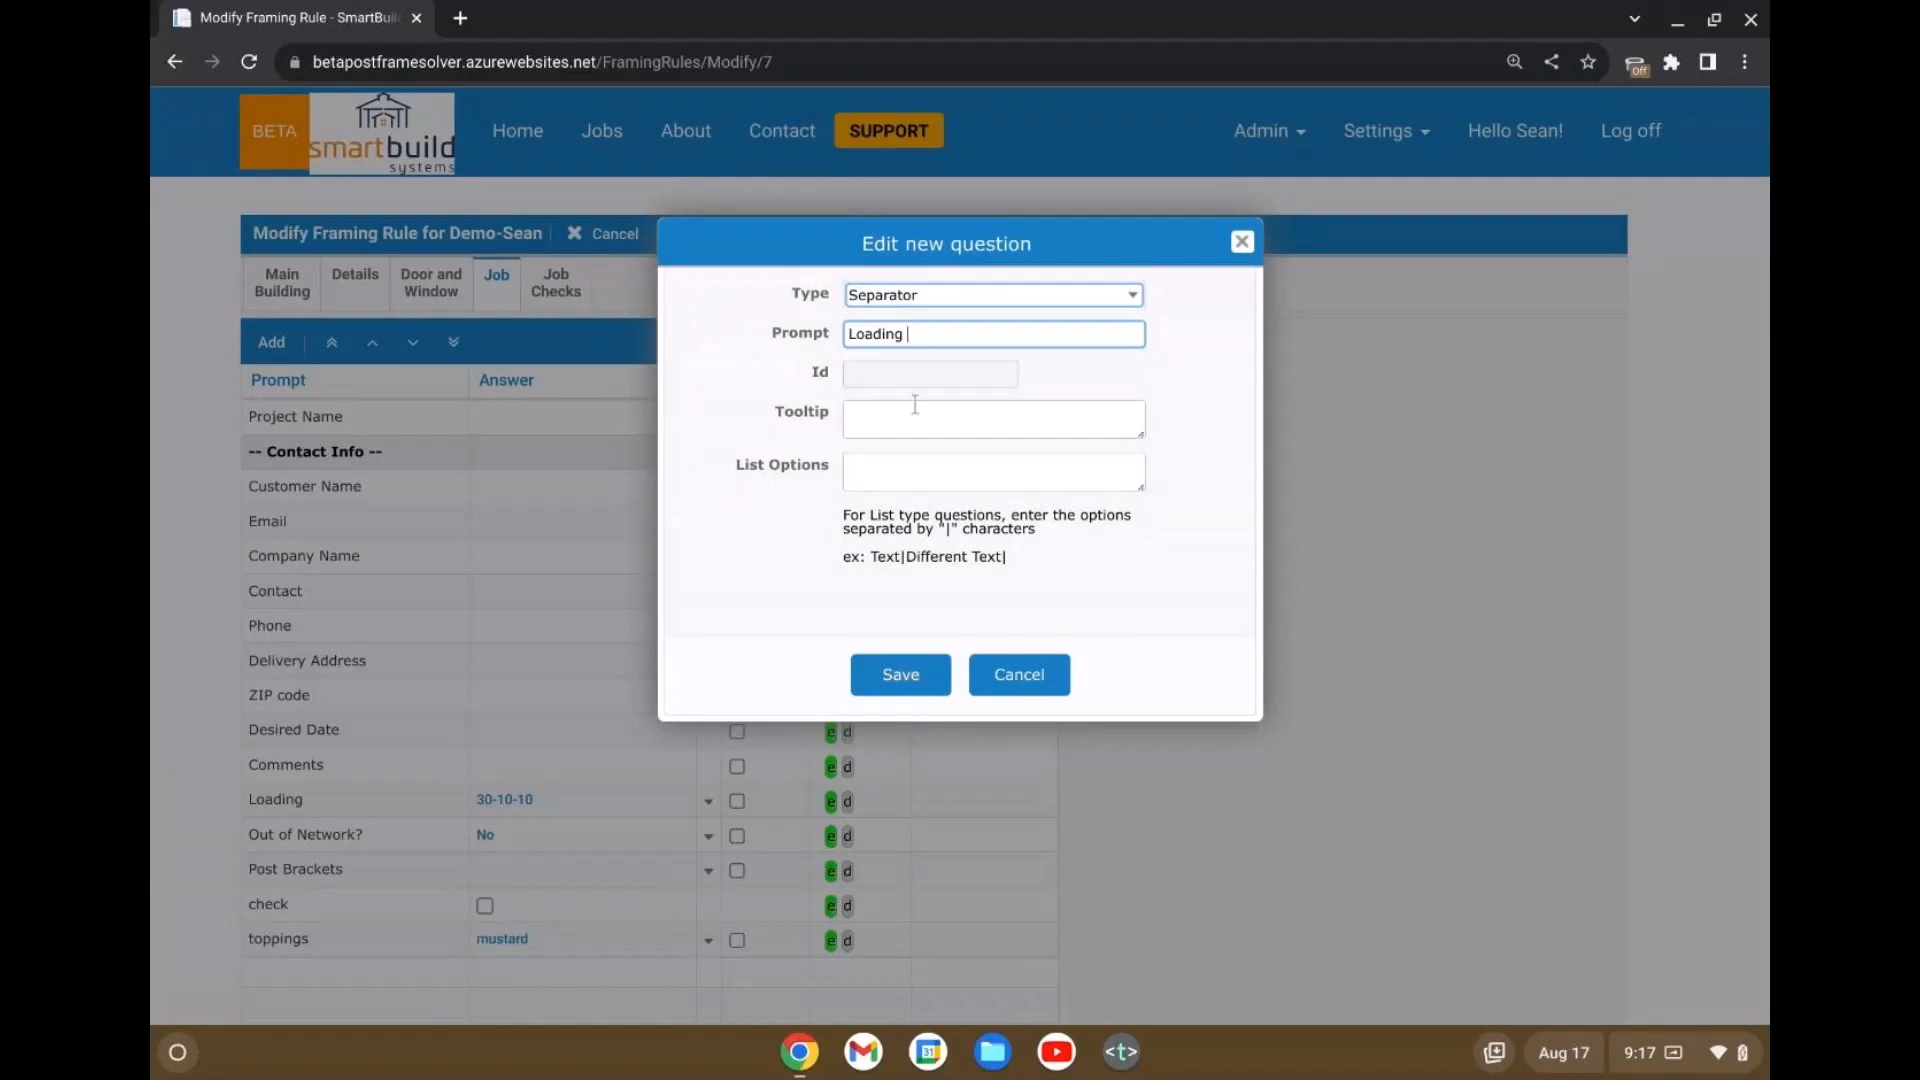 Modify Framing Rule - SmartBuil
betapostframesolver.azurewebsites.net/FramingRules/Modify/7
Off
BETA
smartbuild
systems
Home
Jobs
About
Contact
SUPPORT
Admin
Settings
Hello Sean!
Log off
Modify Framing Rule for Demo-Sean
Cancel
Main
Building
Details
Door and
Window
Job
Job
Checks
Add
Prompt
Answer
Project Name
-- Contact Info --
Customer Name
Email
Company Name
Contact
Phone
Delivery Address
ZIP code
Desired Date
e d
Comments
e d
Loading
30-10-10
e d
Out of Network?
No
e d
Post Brackets
e d
check
e d
toppings
mustard
e d
Edit new question
Type
Separator
Prompt
Loading
Id
Tooltip
List Options
For List type questions, enter the options
separated by "|" characters
ex: Text|Different Text|
Save
Cancel
31
<t>
Aug 17
9:17